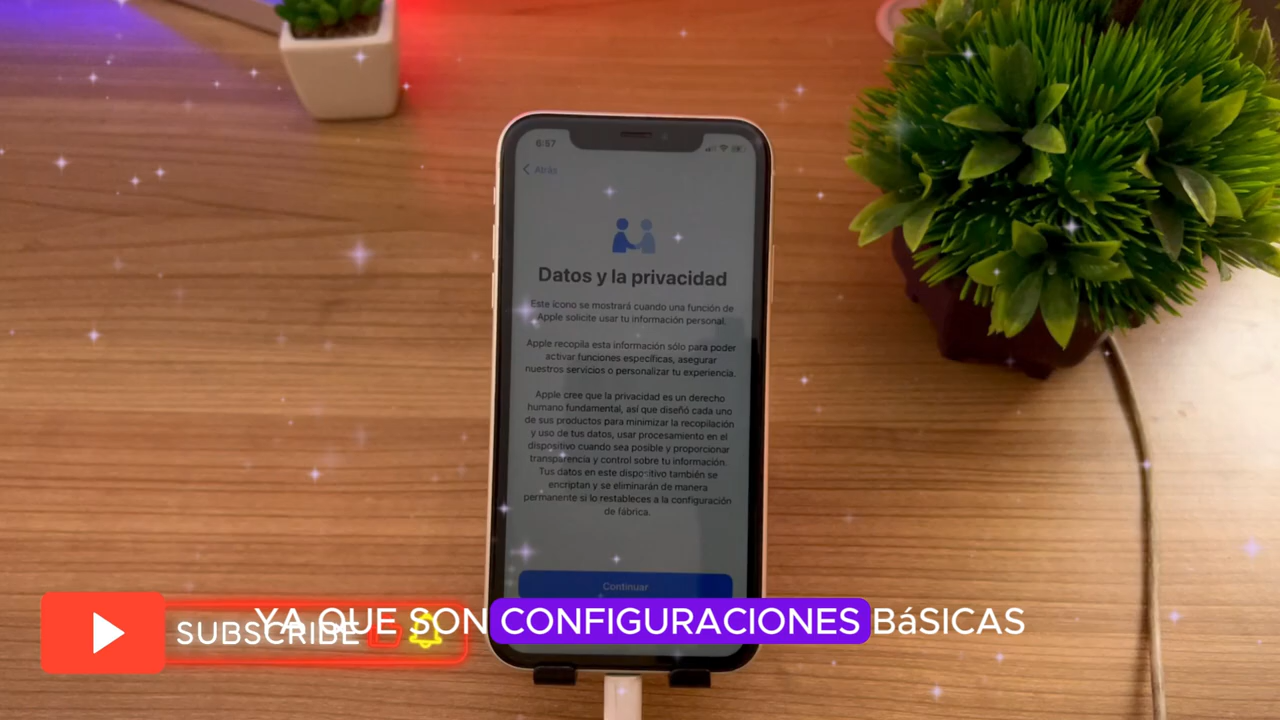 6:57
Atrás
Datos y la privacidad
Este ícono se mostrará cuando una función de
Apple solicite usar tu información personal.
Apple recopila esta información sólo para poder
activar funciones específicas, asegurar
nuestros servicios o personalizar tu experiencia.
Apple cree que la privacidad es un derecho
humano fundamental, así que diseñó cada uno
de sus productos para minimizar la recopilación
y uso de tus datos, usar procesamiento en el
dispositivo cuando sea posible y proporcionar
transparencia y control sobre tu información.
Tus datos en este dispositivo también se
encriptan y se eliminarán de manera
permanente si lo restableces a la configuración
de fábrica.
Continuar
YA QUE SON CONFIGURACIONES BáSICAS
SUBSCRIBE